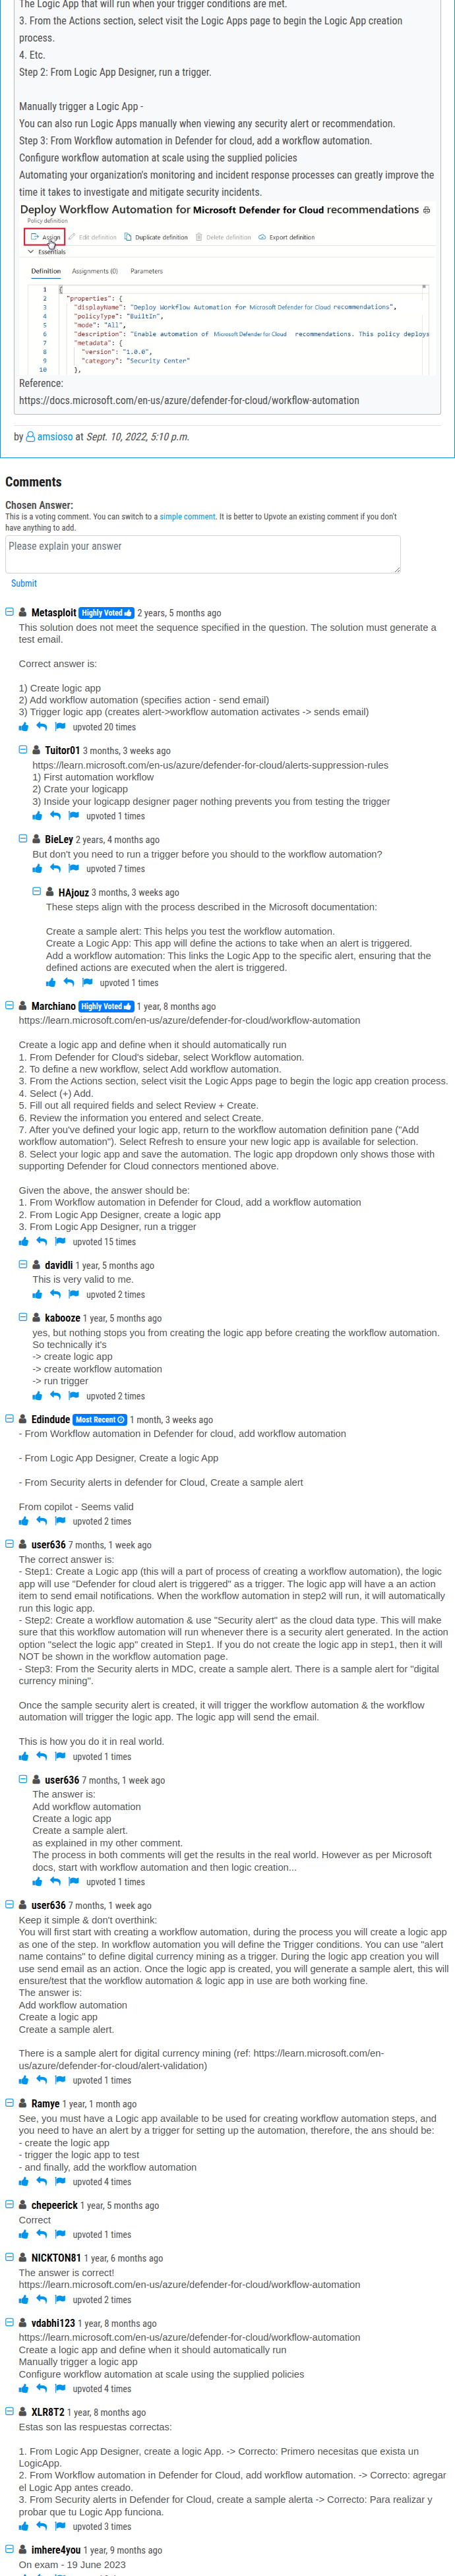 The Logic App that will run when your trigger conditions are met.
3. From the Actions section, select visit the Logic Apps page to begin the Logic App creation
process.
4. Etc.
Step 2: From Logic App Designer, run a trigger.
Manually trigger a Logic App -
You can also run Logic Apps manually when viewing any security alert or recommendation.
Step 3: From Workflow automation in Defender for cloud, add a workflow automation.
Configure workflow automation at scale using the supplied policies
Automating your organization's monitoring and incident response processes can greatly improve the
time it takes to investigate and mitigate security incidents.
Deploy Workflow Automation for Microsoft Defender for Cloud recommendations
Policy definition
Assign Edit definition Duplicate definition Delete definition Export definition
Essentials
Definition Assignments (0) Parameters
1 {
2 "properties": {
3 "displayName": "Deploy Workflow Automation for Microsoft Defender for Cloud recommendations",
4 "policyType": "BuiltIn",
5 "mode": "All",
6 "description": "Enable automation of Microsoft Defender for Cloud recommendations. This policy deploys
7 "metadata": {
8 "version": "1.0.0",
9 "category": "Security Center"
10 },
Reference:
https://docs.microsoft.com/en-us/azure/defender-for-cloud/workflow-automation
by amsioso at Sept. 10, 2022, 5:10 p.m.
Comments
Chosen Answer:
This is a voting comment. You can switch to a simple comment. It is better to Upvote an existing comment if you don't
have anything to add.
Please explain your answer
Submit
Metasploit Highly Voted 2 years, 5 months ago
This solution does not meet the sequence specified in the question. The solution must generate a
test email.
Correct answer is:
1) Create logic app
2) Add workflow automation (specifies action - send email)
3) Trigger logic app (creates alert->workflow automation activates -> sends email)
upvoted 20 times
Tuitor01 3 months, 3 weeks ago
https://learn.microsoft.com/en-us/azure/defender-for-cloud/alerts-suppression-rules
1) First automation workflow
2) Crate your logicapp
3) Inside your logicapp designer pager nothing prevents you from testing the trigger
upvoted 1 times
BieLey 2 years, 4 months ago
But don't you need to run a trigger before you should to the workflow automation?
upvoted 7 times
HAjouz 3 months, 3 weeks ago
These steps align with the process described in the Microsoft documentation:
Create a sample alert: This helps you test the workflow automation.
Create a Logic App: This app will define the actions to take when an alert is triggered.
Add a workflow automation: This links the Logic App to the specific alert, ensuring that the
defined actions are executed when the alert is triggered.
upvoted 1 times
Marchiano Highly Voted 1 year, 8 months ago
https://learn.microsoft.com/en-us/azure/defender-for-cloud/workflow-automation
Create a logic app and define when it should automatically run
1. From Defender for Cloud's sidebar, select Workflow automation.
2. To define a new workflow, select Add workflow automation.
3. From the Actions section, select visit the Logic Apps page to begin the logic app creation process.
4. Select (+) Add.
5. Fill out all required fields and select Review + Create.
6. Review the information you entered and select Create.
7. After you've defined your logic app, return to the workflow automation definition pane ("Add
workflow automation"). Select Refresh to ensure your new logic app is available for selection.
8. Select your logic app and save the automation. The logic app dropdown only shows those with
supporting Defender for Cloud connectors mentioned above.
Given the above, the answer should be:
1. From Workflow automation in Defender for Cloud, add a workflow automation
2. From Logic App Designer, create a logic app
3. From Logic App Designer, run a trigger
upvoted 15 times
davidli 1 year, 5 months ago
This is very valid to me.
upvoted 2 times
kabooze 1 year, 5 months ago
yes, but nothing stops you from creating the logic app before creating the workflow automation.
So technically it's
-> create logic app
-> create workflow automation
-> run trigger
upvoted 2 times
Edindude Most Recent 1 month, 3 weeks ago
- From Workflow automation in Defender for cloud, add workflow automation
- From Logic App Designer, Create a logic App
- From Security alerts in defender for Cloud, Create a sample alert
From copilot - Seems valid
upvoted 2 times
user636 7 months, 1 week ago
The correct answer is:
- Step1: Create a Logic app (this will a part of process of creating a workflow automation), the logic
app will use "Defender for cloud alert is triggered" as a trigger. The logic app will have a an action
item to send email notifications. When the workflow automation in step2 will run, it will automatically
run this logic app.
- Step2: Create a workflow automation & use "Security alert" as the cloud data type. This will make
sure that this workflow automation will run whenever there is a security alert generated. In the action
option "select the logic app" created in Step1. If you do not create the logic app in step1, then it will
NOT be shown in the workflow automation page.
- Step3: From the Security alerts in MDC, create a sample alert. There is a sample alert for "digital
currency mining".
Once the sample security alert is created, it will trigger the workflow automation & the workflow
automation will trigger the logic app. The logic app will send the email.
This is how you do it in real world.
upvoted 1 times
user636 7 months, 1 week ago
The answer is:
Add workflow automation
Create a logic app
Create a sample alert.
as explained in my other comment.
The process in both comments will get the results in the real world. However as per Microsoft
docs, start with workflow automation and then logic creation...
upvoted 1 times
user636 7 months, 1 week ago
Keep it simple & don't overthink:
You will first start with creating a workflow automation, during the process you will create a logic app
as one of the step. In workflow automation you will define the Trigger conditions. You can use "alert
name contains" to define digital currency mining as a trigger. During the logic app creation you will
use send email as an action. Once the logic app is created, you will generate a sample alert, this will
ensure/test that the workflow automation & logic app in use are both working fine.
The answer is:
Add workflow automation
Create a logic app
Create a sample alert.
There is a sample alert for digital currency mining (ref: https://learn.microsoft.com/en-
us/azure/defender-for-cloud/alert-validation)
upvoted 1 times
Ramye 1 year, 1 month ago
See, you must have a Logic app available to be used for creating workflow automation steps, and
you need to have an alert by a trigger for setting up the automation, therefore, the ans should be:
- create the logic app
- trigger the logic app to test
- and finally, add the workflow automation
upvoted 4 times
chepeerick 1 year, 5 months ago
Correct
upvoted 1 times
NICKTON81 1 year, 6 months ago
The answer is correct!
https://learn.microsoft.com/en-us/azure/defender-for-cloud/workflow-automation
upvoted 2 times
vdabhi123 1 year, 8 months ago
https://learn.microsoft.com/en-us/azure/defender-for-cloud/workflow-automation
Create a logic app and define when it should automatically run
Manually trigger a logic app
Configure workflow automation at scale using the supplied policies
upvoted 4 times
XLR8T2 1 year, 8 months ago
Estas son las respuestas correctas:
1. From Logic App Designer, create a logic App. -> Correcto: Primero necesitas que exista un
LogicApp.
2. From Workflow automation in Defender for Cloud, add workflow automation. -> Correcto: agregar
el Logic App antes creado.
3. From Security alerts in Defender for Cloud, create a sample alerta -> Correcto: Para realizar y
probar que tu Logic App funciona.
upvoted 3 times
imhere4you 1 year, 9 months ago
On exam - 19 June 2023